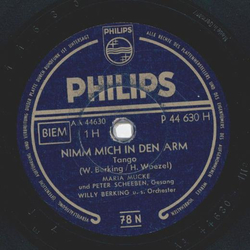 PHILIPS
AA 44630
P 44 630 H
BIEM
1 H
NIMM MICH IN DEN ARM
Tango
(W. Berking / H. Woezel)
MARIA MUCKE
und PETER SCHEEBEN, Gesang
WILLY BERKING u. s. Orchester
78 N